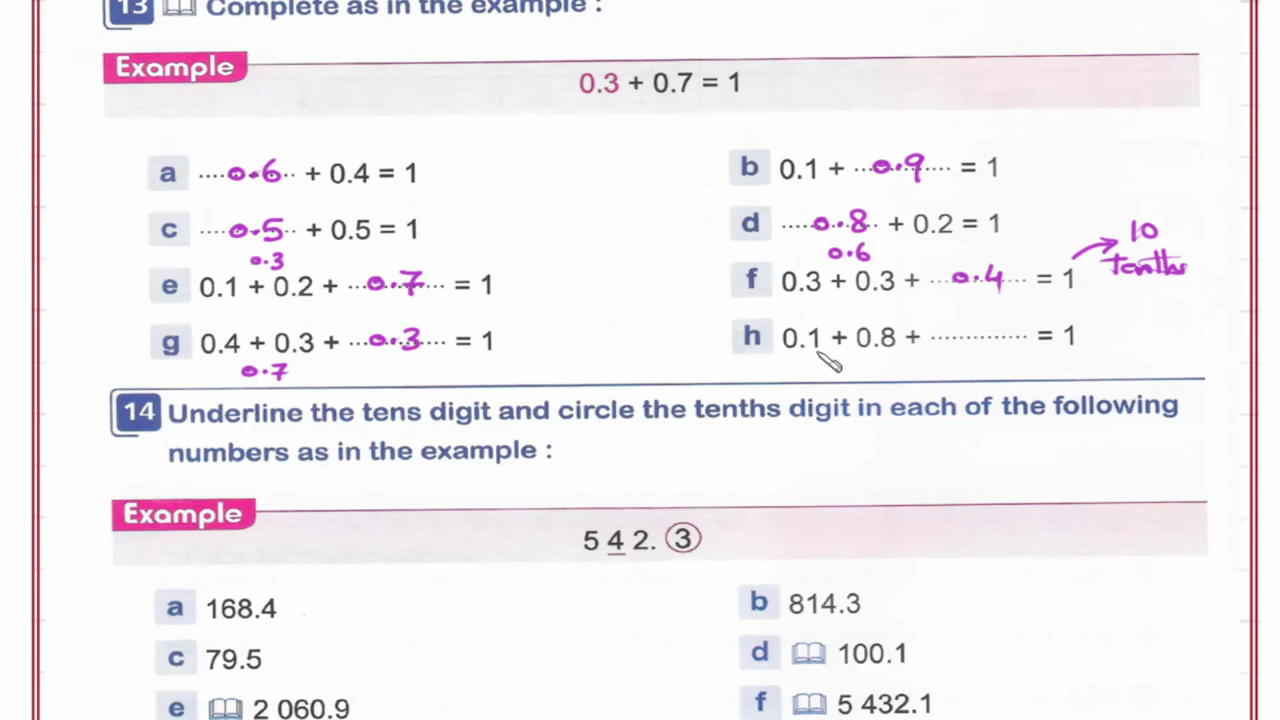 13 Complete as in the example :
Example
0.3 + 0.7 = 1
a ....0.6.. + 0.4 = 1
b 0.1 + ...0.9..... = 1
c ....0.5.. + 0.5 = 1
d .....0.8.. + 0.2 = 1
10
tenths
0.3
0.6
e 0.1 + 0.2 + ...0.7.... = 1
f 0.3 + 0.3 + ...0.4.... = 1
g 0.4 + 0.3 + ...0.3.... = 1
h 0.1 + 0.8 + ............. = 1
0.7
14 Underline the tens digit and circle the tenths digit in each of the following
numbers as in the example :
Example
5 4 2. 3
a 168.4
b 814.3
c 79.5
d 100.1
e 2 060.9
f 5 432.1